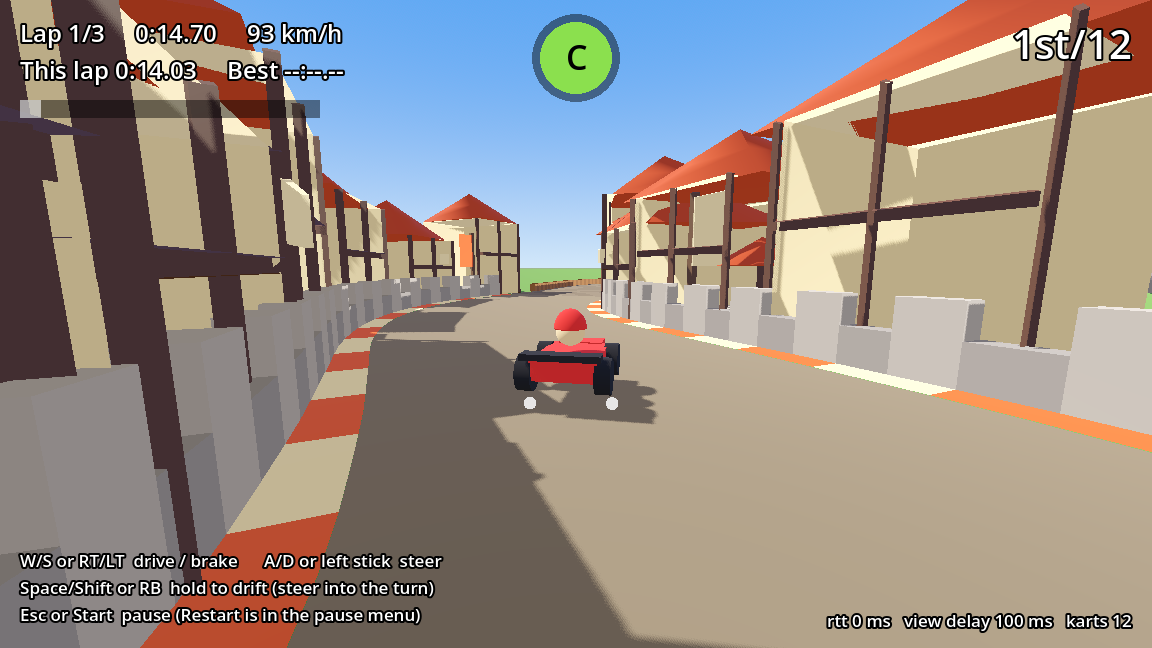 Lap 1/3 0:14.70 93 km/h
This lap 0:14.03 Best --:--.--
C
1st/12
W/S or RT/LT drive / brake A/D or left stick steer
Space/Shift or RB hold to drift (steer into the turn)
Esc or Start pause (Restart is in the pause menu)
rtt 0 ms view delay 100 ms karts 12